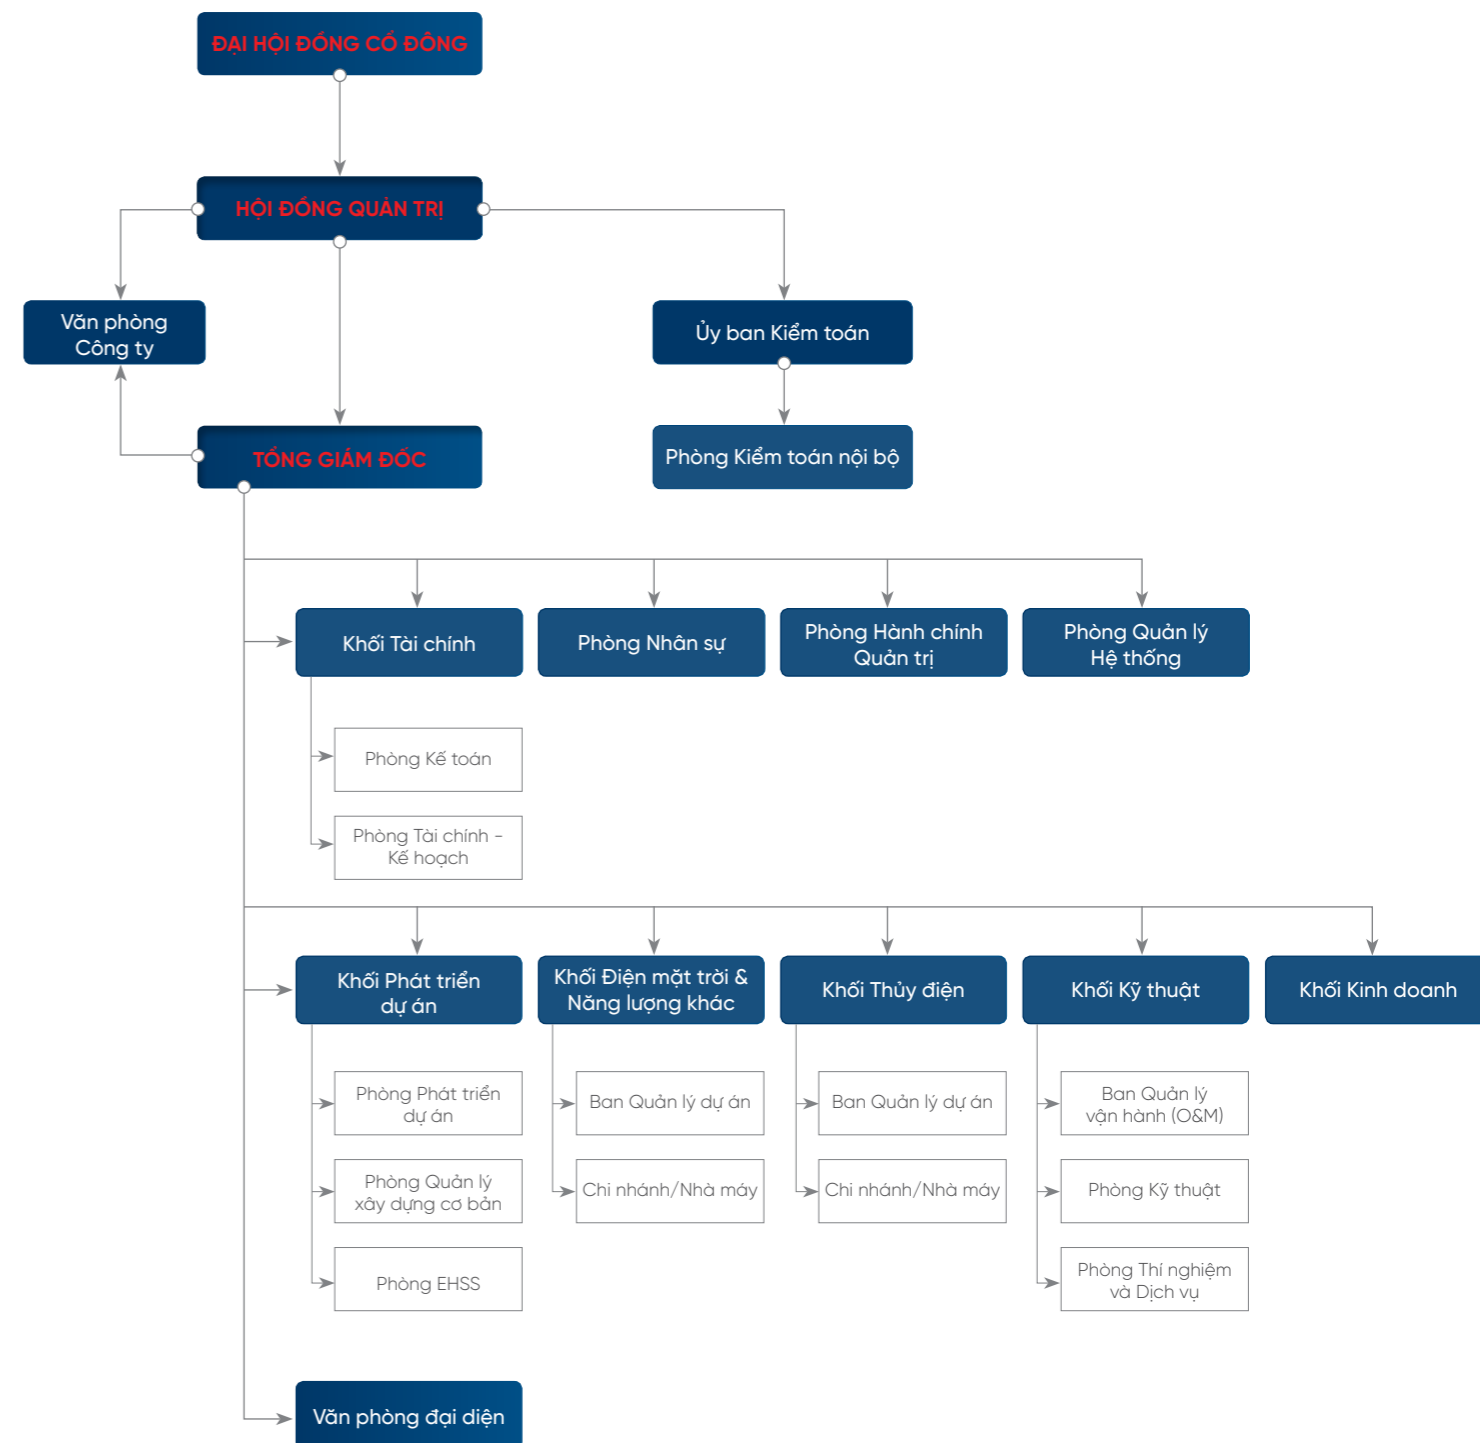 ĐẠI HỘI ĐỒNG CỔ ĐÔNG
HỘI ĐỒNG QUẢN TRỊ
Văn phòng
Công ty
Ủy ban Kiểm toán
TỔNG GIÁM ĐỐC
Phòng Kiểm toán nội bộ
Khối Tài chính
Phòng Nhân sự
Phòng Hành chính
Quản trị
Phòng Quản lý
Hệ thống
Phòng Kế toán
Phòng Tài chính -
Kế hoạch
Khối Phát triển
dự án
Khối Điện mặt trời &
Năng lượng khác
Khối Thủy điện
Khối Kỹ thuật
Khối Kinh doanh
Phòng Phát triển
dự án
Ban Quản lý dự án
Ban Quản lý dự án
Ban Quản lý
vận hành (O&M)
Phòng Quản lý
xây dựng cơ bản
Chi nhánh/Nhà máy
Chi nhánh/Nhà máy
Phòng Kỹ thuật
Phòng EHSS
Phòng Thí nghiệm
và Dịch vụ
Văn phòng đại diện